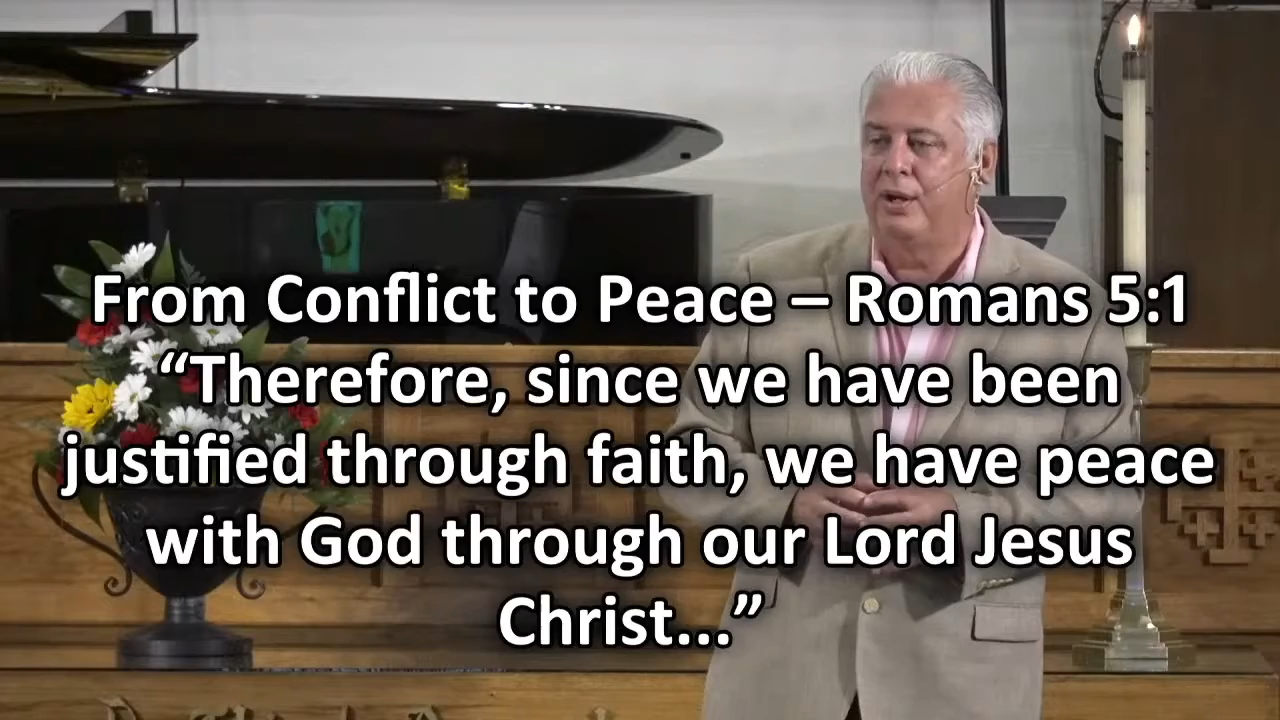 From Conflict to Peace – Romans 5:1
“Therefore, since we have been
justified through faith, we have peace
with God through our Lord Jesus
Christ...”